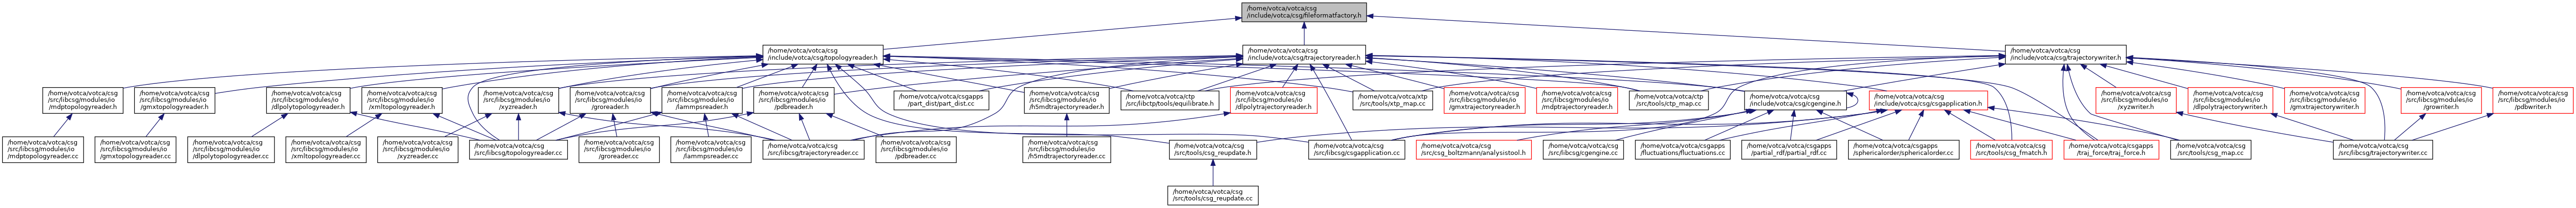 /home/votca/votca/csg
/include/votca/csg/fileformatfactory.h
/home/votca/votca/csg
/include/votca/csg/topologyreader.h
/home/votca/votca/csg
/include/votca/csg/trajectoryreader.h
/home/votca/votca/csg
/include/votca/csg/trajectorywriter.h
/home/votca/votca/csg
/src/libcsg/modules/io
/mdptopologyreader.h
/home/votca/votca/csg
/src/libcsg/modules/io
/gmxtopologyreader.h
/home/votca/votca/csg
/src/libcsg/modules/io
/dlpolytopologyreader.h
/home/votca/votca/csg
/src/libcsg/modules/io
/xmltopologyreader.h
/home/votca/votca/csg
/src/libcsg/modules/io
/xyzreader.h
/home/votca/votca/csg
/src/libcsg/modules/io
/groreader.h
/home/votca/votca/csg
/src/libcsg/modules/io
/lammpsreader.h
/home/votca/votca/csg
/src/libcsg/modules/io
/pdbreader.h
/home/votca/votca/csgapps
/part_dist/part_dist.cc
/home/votca/votca/csg
/src/libcsg/modules/io
/h5mdtrajectoryreader.h
/home/votca/votca/ctp
/src/libctp/tools/equilibrate.h
/home/votca/votca/csg
/src/libcsg/modules/io
/dlpolytrajectoryreader.h
/home/votca/votca/xtp
/src/tools/xtp_map.cc
/home/votca/votca/csg
/src/libcsg/modules/io
/gmxtrajectoryreader.h
/home/votca/votca/csg
/src/libcsg/modules/io
/mdptrajectoryreader.h
/home/votca/votca/ctp
/src/tools/ctp_map.cc
/home/votca/votca/csg
/include/votca/csg/cgengine.h
/home/votca/votca/csg
/include/votca/csg/csgapplication.h
/home/votca/votca/csg
/src/libcsg/modules/io
/xyzwriter.h
/home/votca/votca/csg
/src/libcsg/modules/io
/dlpolytrajectorywriter.h
/home/votca/votca/csg
/src/libcsg/modules/io
/gmxtrajectorywriter.h
/home/votca/votca/csg
/src/libcsg/modules/io
/growriter.h
/home/votca/votca/csg
/src/libcsg/modules/io
/pdbwriter.h
/home/votca/votca/csg
/src/libcsg/modules/io
/mdptopologyreader.cc
/home/votca/votca/csg
/src/libcsg/modules/io
/gmxtopologyreader.cc
/home/votca/votca/csg
/src/libcsg/modules/io
/dlpolytopologyreader.cc
/home/votca/votca/csg
/src/libcsg/modules/io
/xmltopologyreader.cc
/home/votca/votca/csg
/src/libcsg/modules/io
/xyzreader.cc
/home/votca/votca/csg
/src/libcsg/topologyreader.cc
/home/votca/votca/csg
/src/libcsg/modules/io
/groreader.cc
/home/votca/votca/csg
/src/libcsg/modules/io
/lammpsreader.cc
/home/votca/votca/csg
/src/libcsg/trajectoryreader.cc
/home/votca/votca/csg
/src/libcsg/modules/io
/pdbreader.cc
/home/votca/votca/csg
/src/libcsg/modules/io
/h5mdtrajectoryreader.cc
/home/votca/votca/csg
/src/tools/csg_reupdate.h
/home/votca/votca/csg
/src/libcsg/csgapplication.cc
/home/votca/votca/csg
/src/csg_boltzmann/analysistool.h
/home/votca/votca/csg
/src/libcsg/cgengine.cc
/home/votca/votca/csgapps
/fluctuations/fluctuations.cc
/home/votca/votca/csgapps
/partial_rdf/partial_rdf.cc
/home/votca/votca/csgapps
/sphericalorder/sphericalorder.cc
/home/votca/votca/csg
/src/tools/csg_fmatch.h
/home/votca/votca/csgapps
/traj_force/traj_force.h
/home/votca/votca/csg
/src/tools/csg_map.cc
/home/votca/votca/csg
/src/libcsg/trajectorywriter.cc
/home/votca/votca/csg
/src/tools/csg_reupdate.cc